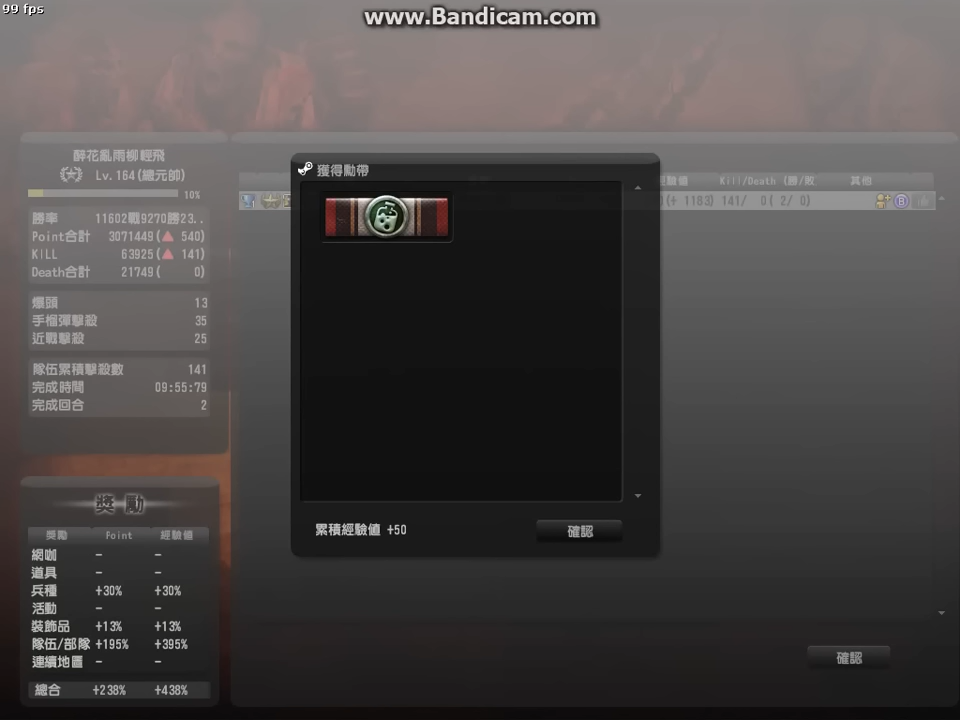 99 fps
www.Bandicam.com
醉花亂雨柳輕飛
Lv.164(總元帥)
10%
勝率 11602戰9270勝23..
Point合計 3071449(▲ 540)
KILL 63925(▲ 141)
Death合計 21749( 0)
爆頭 13
手榴彈擊殺 35
近戰擊殺 25
隊伍累積擊殺數 141
完成時間 09:55:79
完成回合 2
獎勵
獎勵 Point 經驗值
網咖 - -
道具 - -
兵種 +30% +30%
活動 - -
裝飾品 +13% +13%
隊伍/部隊 +195% +395%
連續地區 - -
總合 +238% +438%
獲得勳帶
累積經驗值 +50
確認
Kill/Death (勝/敗 其他
(+ 1183) 141/ 0( 2/ 0)
B
確認